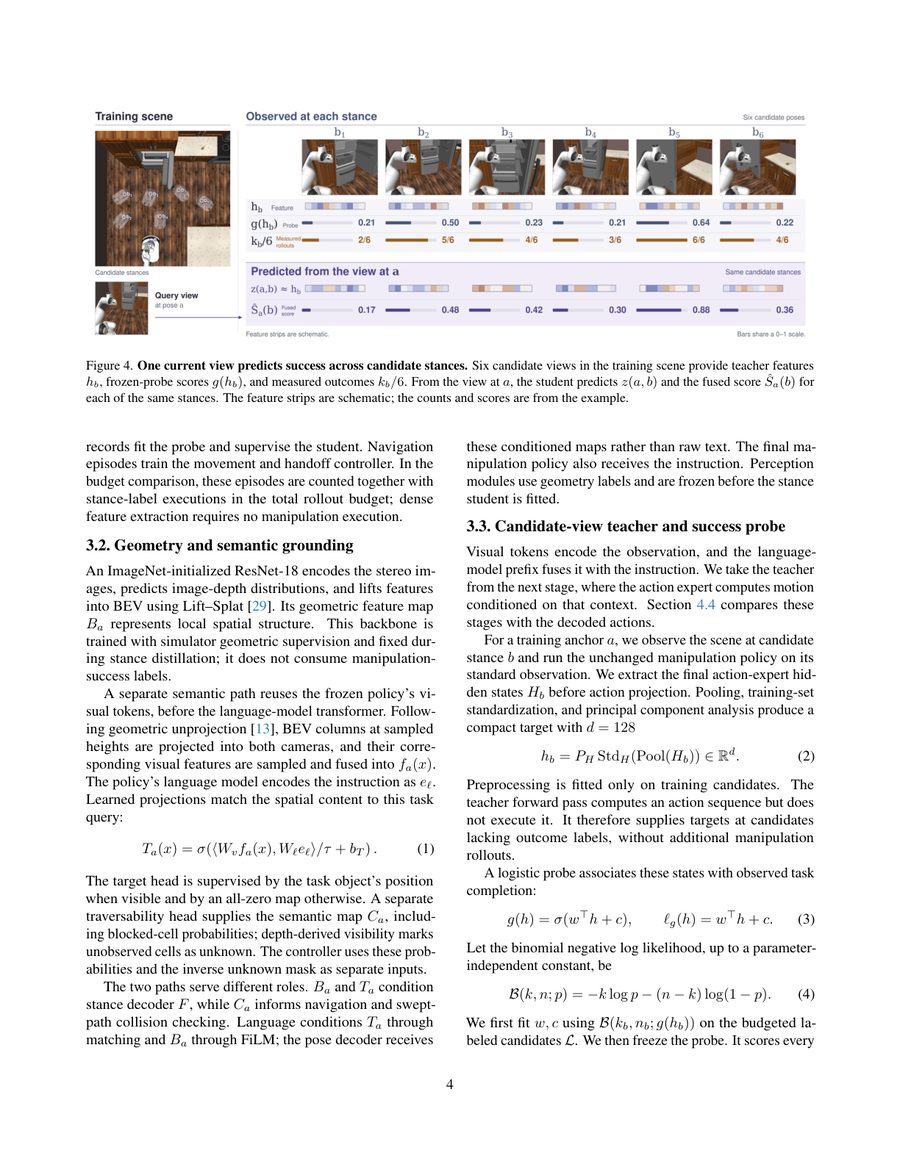 Training scene
Observed at each stance
Six candidate poses
b1 b2 b3 b4 b5 b6
hb Feature
g(hb) Probe 0.21 0.50 0.23 0.21 0.64 0.22
kb/6 Measured rollouts 2/6 5/6 4/6 3/6 6/6 4/6
Candidate stances
Predicted from the view at a
Same candidate stances
Query view
at pose a
z(a,b) ≈ hb
Ŝa(b) Fused score 0.17 0.48 0.42 0.30 0.88 0.36
Feature strips are schematic.
Bars share a 0–1 scale.
Figure 4. One current view predicts success across candidate stances. Six candidate views in the training scene provide teacher features
hb, frozen-probe scores g(hb), and measured outcomes kb/6. From the view at a, the student predicts z(a, b) and the fused score Ŝa(b) for
each of the same stances. The feature strips are schematic; the counts and scores are from the example.
records fit the probe and supervise the student. Navigation
episodes train the movement and handoff controller. In the
budget comparison, these episodes are counted together with
stance-label executions in the total rollout budget; dense
feature extraction requires no manipulation execution.
3.2. Geometry and semantic grounding
An ImageNet-initialized ResNet-18 encodes the stereo im-
ages, predicts image-depth distributions, and lifts features
into BEV using Lift–Splat [29]. Its geometric feature map
Ba represents local spatial structure. This backbone is
trained with simulator geometric supervision and fixed dur-
ing stance distillation; it does not consume manipulation-
success labels.
A separate semantic path reuses the frozen policy's vi-
sual tokens, before the language-model transformer. Follow-
ing geometric unprojection [13], BEV columns at sampled
heights are projected into both cameras, and their corre-
sponding visual features are sampled and fused into fa(x).
The policy's language model encodes the instruction as eℓ.
Learned projections match the spatial content to this task
query:
Ta(x) = σ(⟨Wvfa(x), Wℓeℓ⟩/τ + bT) . (1)
The target head is supervised by the task object's position
when visible and by an all-zero map otherwise. A separate
traversability head supplies the semantic map Ca, includ-
ing blocked-cell probabilities; depth-derived visibility marks
unobserved cells as unknown. The controller uses these prob-
abilities and the inverse unknown mask as separate inputs.
The two paths serve different roles. Ba and Ta condition
stance decoder F, while Ca informs navigation and swept-
path collision checking. Language conditions Ta through
matching and Ba through FiLM; the pose decoder receives
these conditioned maps rather than raw text. The final ma-
nipulation policy also receives the instruction. Perception
modules use geometry labels and are frozen before the stance
student is fitted.
3.3. Candidate-view teacher and success probe
Visual tokens encode the observation, and the language-
model prefix fuses it with the instruction. We take the teacher
from the next stage, where the action expert computes motion
conditioned on that context. Section 4.4 compares these
stages with the decoded actions.
For a training anchor a, we observe the scene at candidate
stance b and run the unchanged manipulation policy on its
standard observation. We extract the final action-expert hid-
den states Hb before action projection. Pooling, training-set
standardization, and principal component analysis produce a
compact target with d = 128
hb = PH StdH(Pool(Hb)) ∈ ℝd. (2)
Preprocessing is fitted only on training candidates. The
teacher forward pass computes an action sequence but does
not execute it. It therefore supplies targets at candidates
lacking outcome labels, without additional manipulation
rollouts.
A logistic probe associates these states with observed task
completion:
g(h) = σ(w⊤h + c), ℓg(h) = w⊤h + c. (3)
Let the binomial negative log likelihood, up to a parameter-
independent constant, be
B(k, n; p) = −k log p − (n − k) log(1 − p). (4)
We first fit w, c using B(kb, nb; g(hb)) on the budgeted la-
beled candidates L. We then freeze the probe. It scores every
4